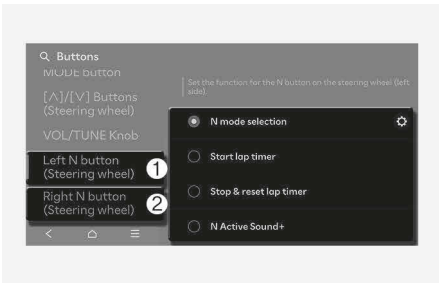 Buttons
MODE button
[∧]/[∨] Buttons
(Steering wheel)
VOL/TUNE Knob
Left N button
(Steering wheel)
1
Right N button
(Steering wheel)
2
Set the function for the N button on the steering wheel (left
side).
N mode selection
Start lap timer
Stop & reset lap timer
N Active Sound+